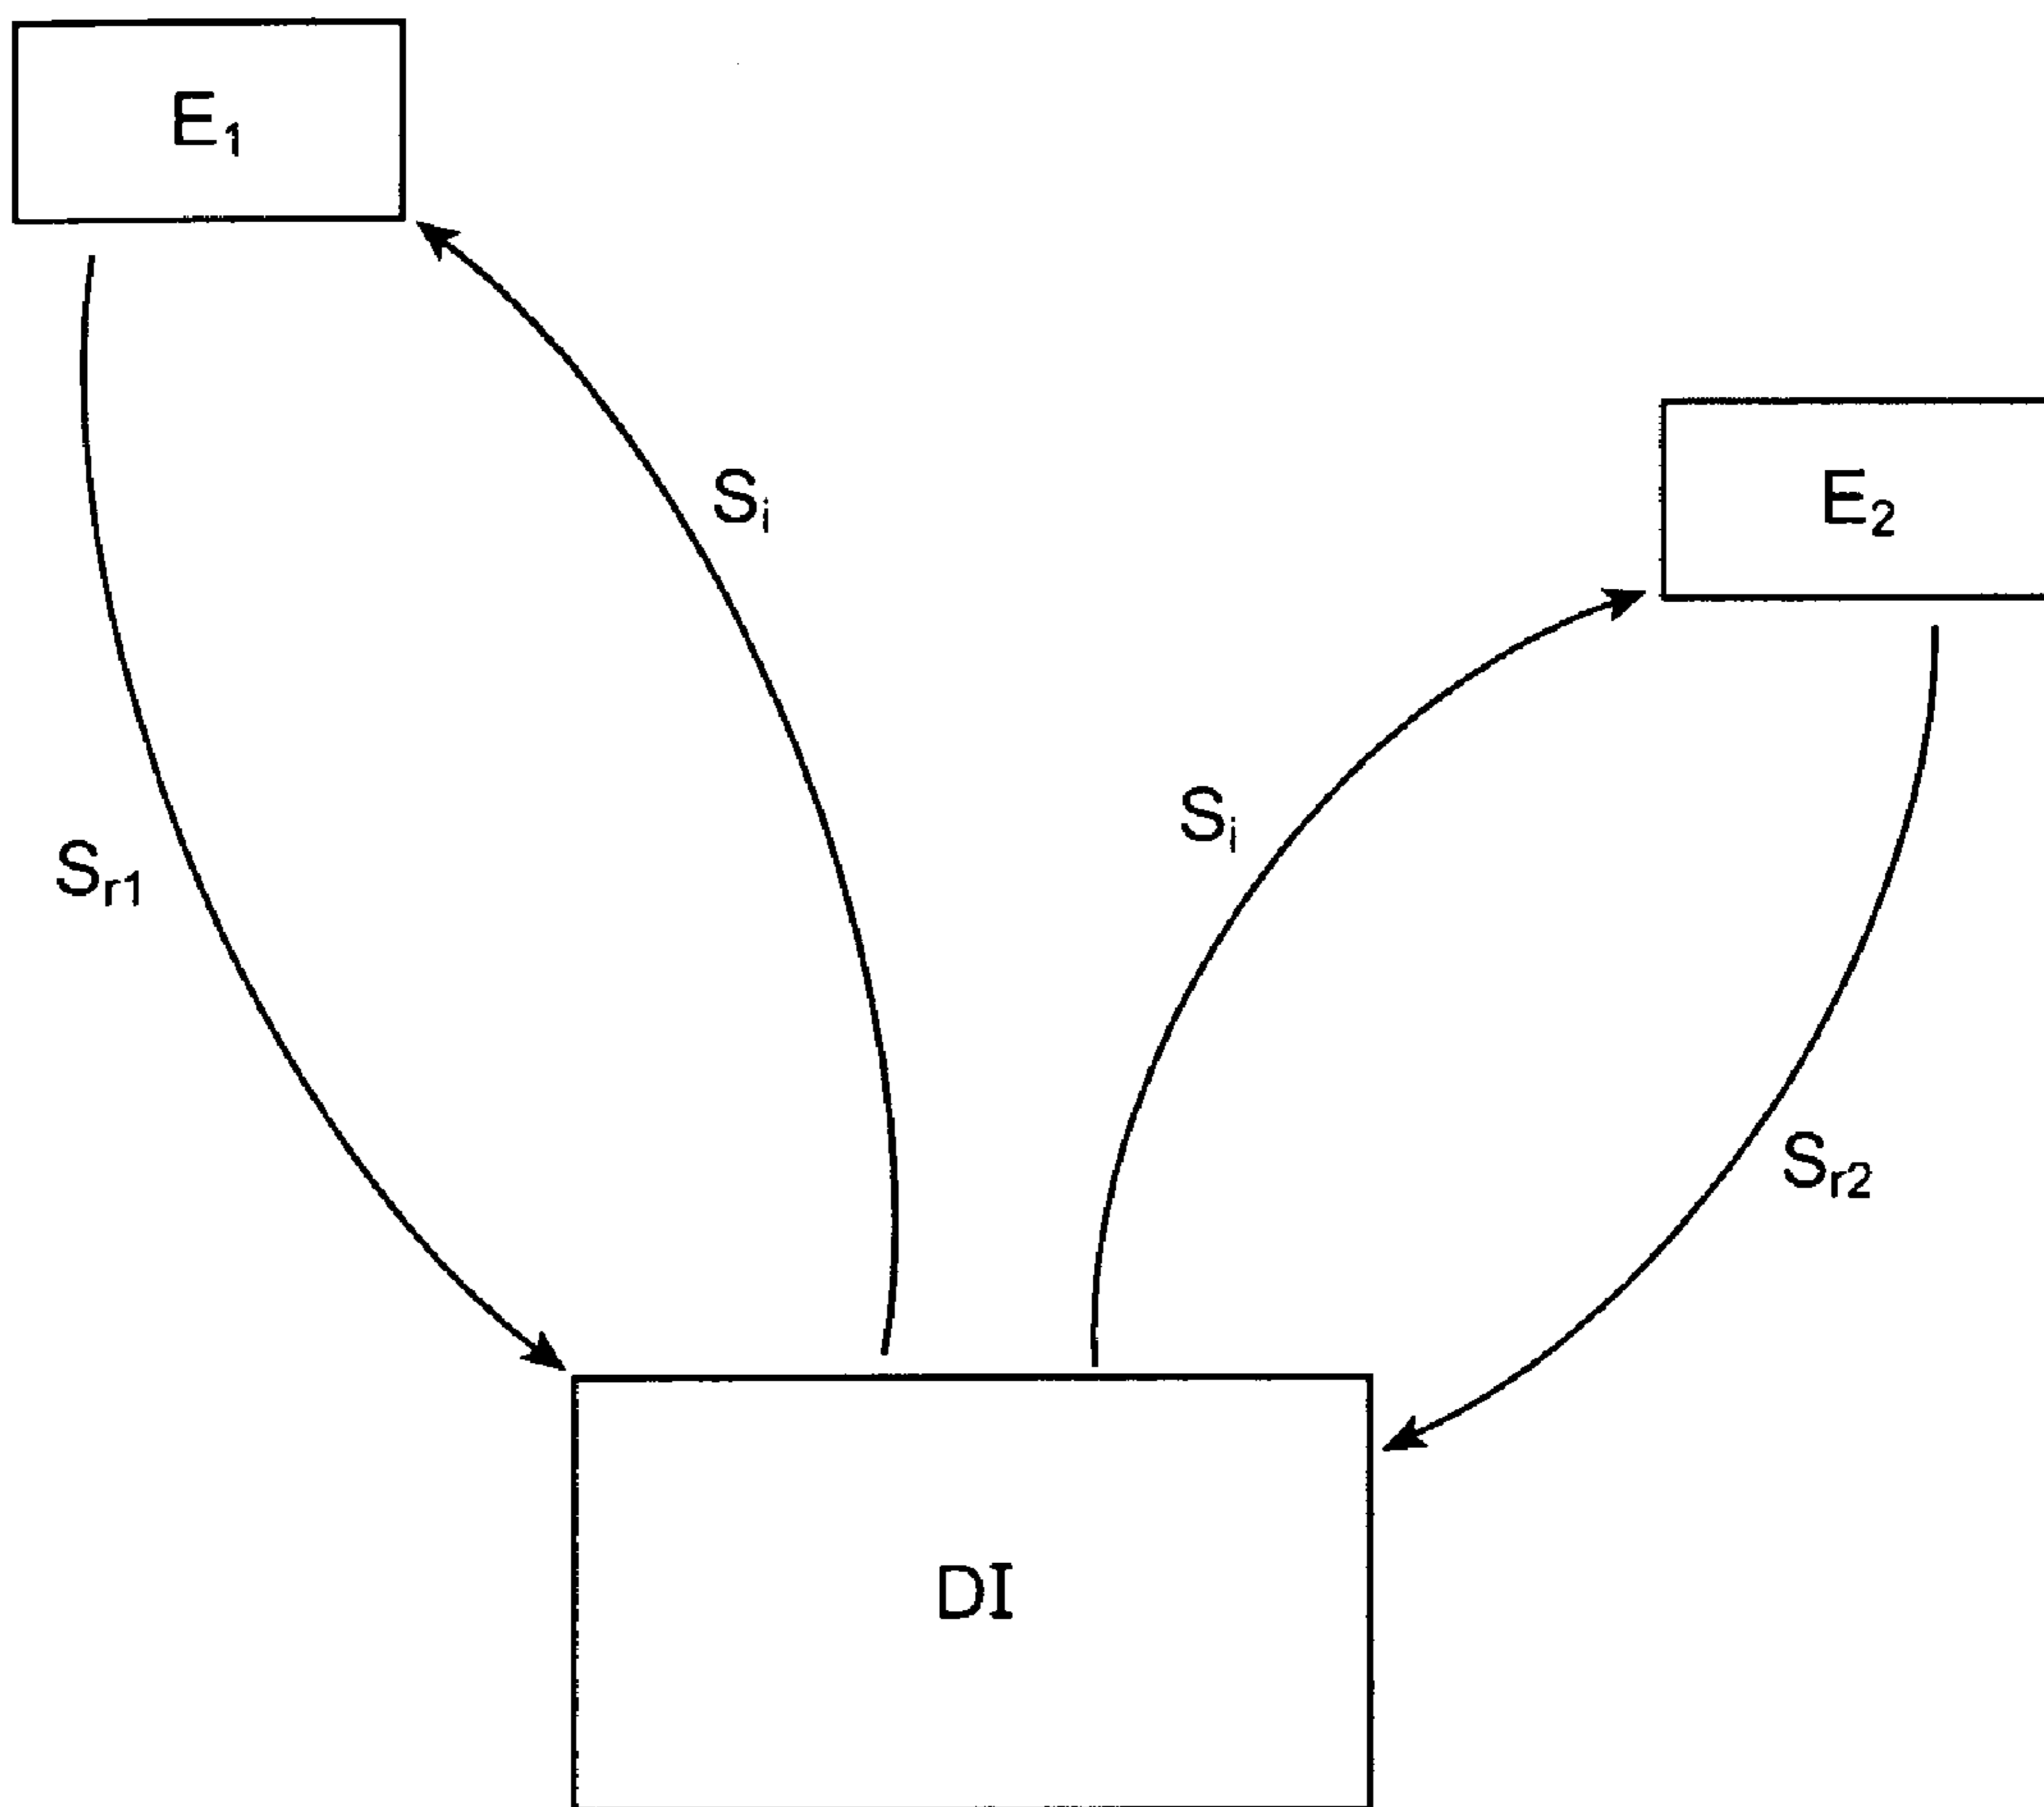 E₁
Sᵢ
E₂
Sᵢ
Sᵣ₁
Sᵣ₂
DI